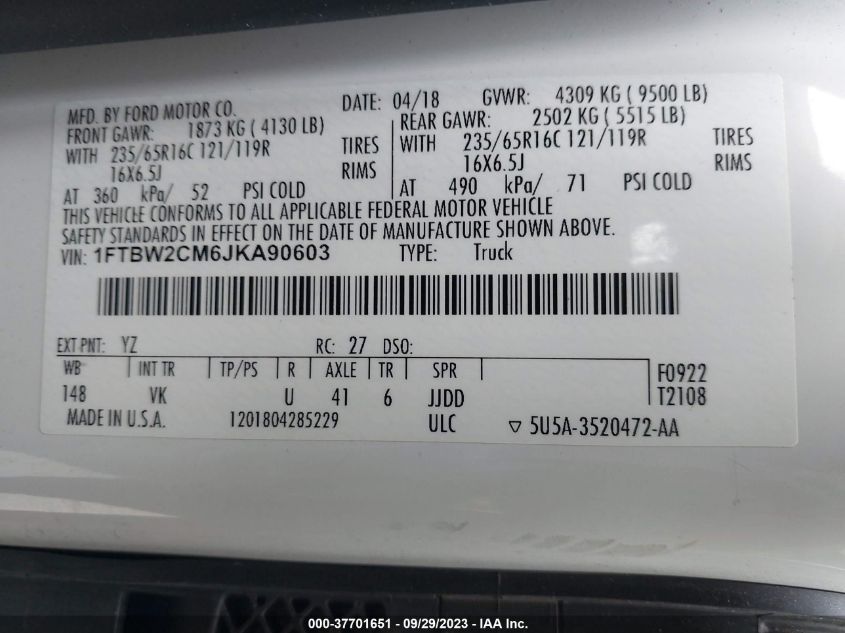 MFD. BY FORD MOTOR CO. DATE: 04/18 GVWR: 4309 KG ( 9500 LB)
FRONT GAWR: 1873 KG ( 4130 LB) REAR GAWR: 2502 KG ( 5515 LB)
WITH 235/65R16C 121/119R TIRES WITH 235/65R16C 121/119R TIRES
16X6.5J RIMS 16X6.5J RIMS
AT 360 kPa/ 52 PSI COLD AT 490 kPa/ 71 PSI COLD
THIS VEHICLE CONFORMS TO ALL APPLICABLE FEDERAL MOTOR VEHICLE
SAFETY STANDARDS IN EFFECT ON THE DATE OF MANUFACTURE SHOWN ABOVE.
VIN: 1FTBW2CM6JKA90603 TYPE: Truck
EXT PNT: YZ RC: 27 DSO:
WB INT TR TP/PS R AXLE TR SPR F0922
148 VK U 41 6 JJDD T2108
MADE IN U.S.A. 1201804285229 ULC ▽ 5U5A-3520472-AA
000-37701651 - 09/29/2023 - IAA Inc.